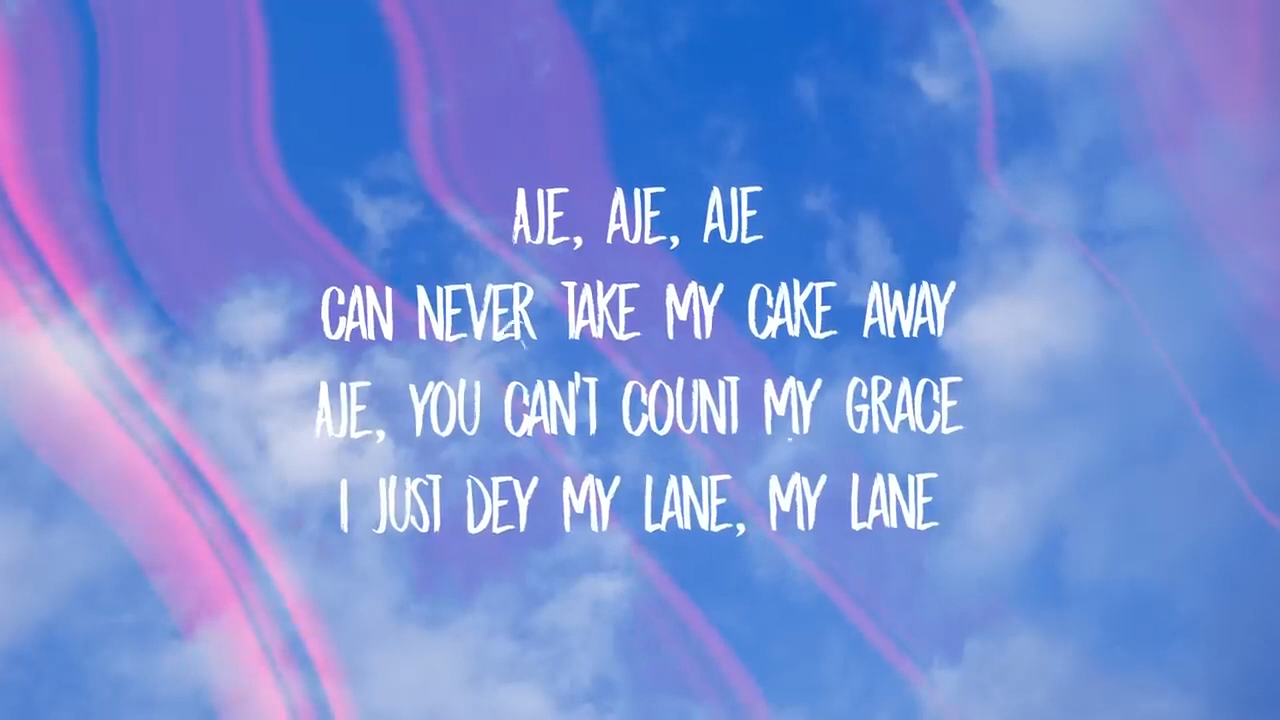 AJE, AJE, AJE
CAN NEVER TAKE MY CAKE AWAY
AJE, YOU CAN'T COUNT MY GRACE
I JUST DEY MY LANE, MY LANE